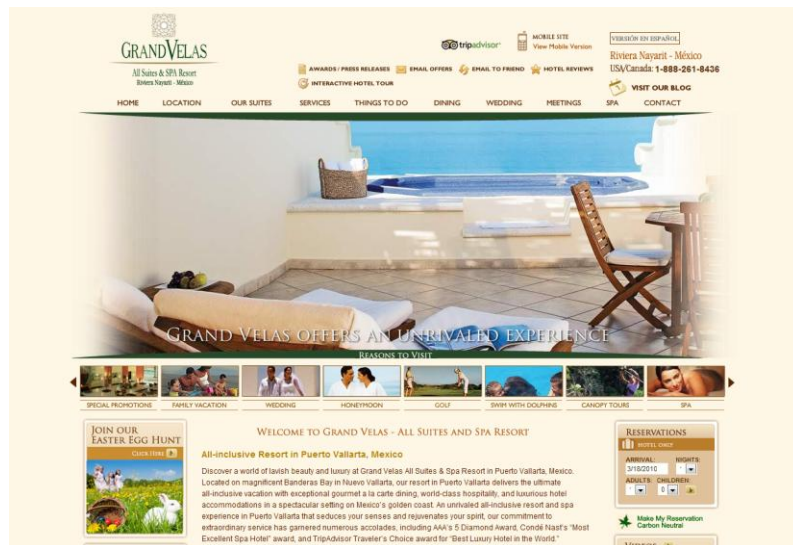 GRANDVELAS
All Suites & SPA Resort
Riviera Nayarit - México
tripadvisor
MOBILE SITE
View Mobile Version
VERSIÓN EN ESPAÑOL
Riviera Nayarit - México
USA/Canada: 1-888-261-8436
AWARDS / PRESS RELEASES
EMAIL OFFERS
EMAIL TO FRIEND
HOTEL REVIEWS
INTERACTIVE HOTEL TOUR
VISIT OUR BLOG
HOME
LOCATION
OUR SUITES
SERVICES
THINGS TO DO
DINING
WEDDING
MEETINGS
SPA
CONTACT
GRAND VELAS OFFERS AN UNRIVALED EXPERIENCE
REASONS TO VISIT
SPECIAL PROMOTIONS
FAMILY VACATION
WEDDING
HONEYMOON
GOLF
SWIM WITH DOLPHINS
CANOPY TOURS
SPA
JOIN OUR
EASTER EGG HUNT
CLICK HERE
WELCOME TO GRAND VELAS - ALL SUITES AND SPA RESORT
All-inclusive Resort in Puerto Vallarta, Mexico
Discover a world of lavish beauty and luxury at Grand Velas All Suites & Spa Resort in Puerto Vallarta, Mexico.
Located on magnificent Banderas Bay in Nuevo Vallarta, our resort in Puerto Vallarta delivers the ultimate
all-inclusive vacation with exceptional gourmet a la carte dining, world-class hospitality, and luxurious hotel
accommodations in a spectacular setting on Mexico's golden coast. An unrivaled all-inclusive resort and spa
experience in Puerto Vallarta that seduces your senses and rejuvenates your spirit, our commitment to
extraordinary service has garnered numerous accolades, including AAA's 5 Diamond Award, Condé Nast's "Most
Excellent Spa Hotel" award, and TripAdvisor Traveler's Choice award for "Best Luxury Hotel in the World."
RESERVATIONS
HOTEL ONLY
ARRIVAL: NIGHTS:
3/18/2010
ADULTS: CHILDREN:
0
Make My Reservation
Carbon Neutral
VIDEOS